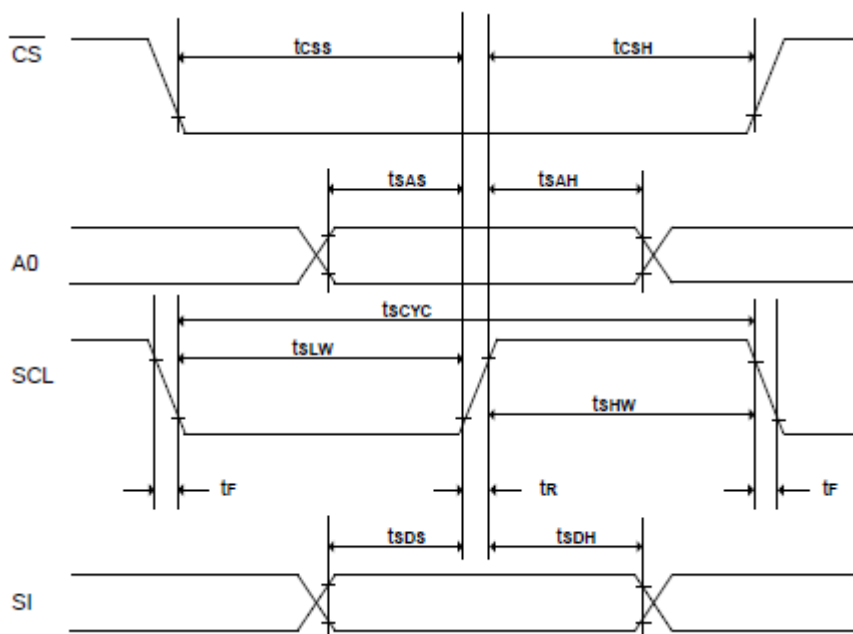 CS
tCSS
tCSH
tSAS
tSAH
A0
tSCYC
tSLW
SCL
tSHW
tF
tR
tF
tSDS
tSDH
SI